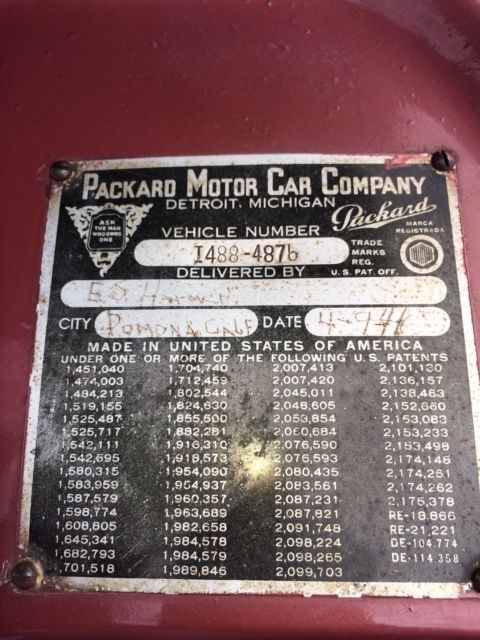 PACKARD MOTOR CAR COMPANY
DETROIT, MICHIGAN
ASK
THE MAN
WHO OWNS
ONE
Packard
MARCA
REGISTRADA
VEHICLE NUMBER
1488-4876
TRADE
MARKS
REG.
U.S. PAT. OFF.
DELIVERED BY
ED
CITY POMONA CALIF DATE
MADE IN UNITED STATES OF AMERICA
UNDER ONE OR MORE OF THE FOLLOWING U.S. PATENTS
1,451,040 1,704,740 2,007,413 2,101,130
1,474,003 1,712,459 2,007,420 2,136,157
1,484,213 1,802,544 2,045,011 2,138,463
1,519,155 1,824,630 2,048,605 2,152,660
1,525,487 1,855,500 2,053,854 2,153,083
1,525,717 1,882,281 2,060,684 2,153,233
1,542,111 1,916,310 2,076,590 2,153,498
1,542,695 1,918,573 2,076,593 2,174,146
1,580,315 1,954,090 2,080,435 2,174,261
1,583,959 1,954,937 2,083,561 2,174,262
1,587,579 1,960,357 2,087,231 2,175,378
1,598,774 1,963,689 2,087,821 RE-18,866
1,608,805 1,982,658 2,091,748 RE-21,221
1,645,341 1,984,578 2,098,224 DE-104,774
1,682,793 1,984,579 2,098,265 DE-114,358
1,701,518 1,989,846 2,099,703